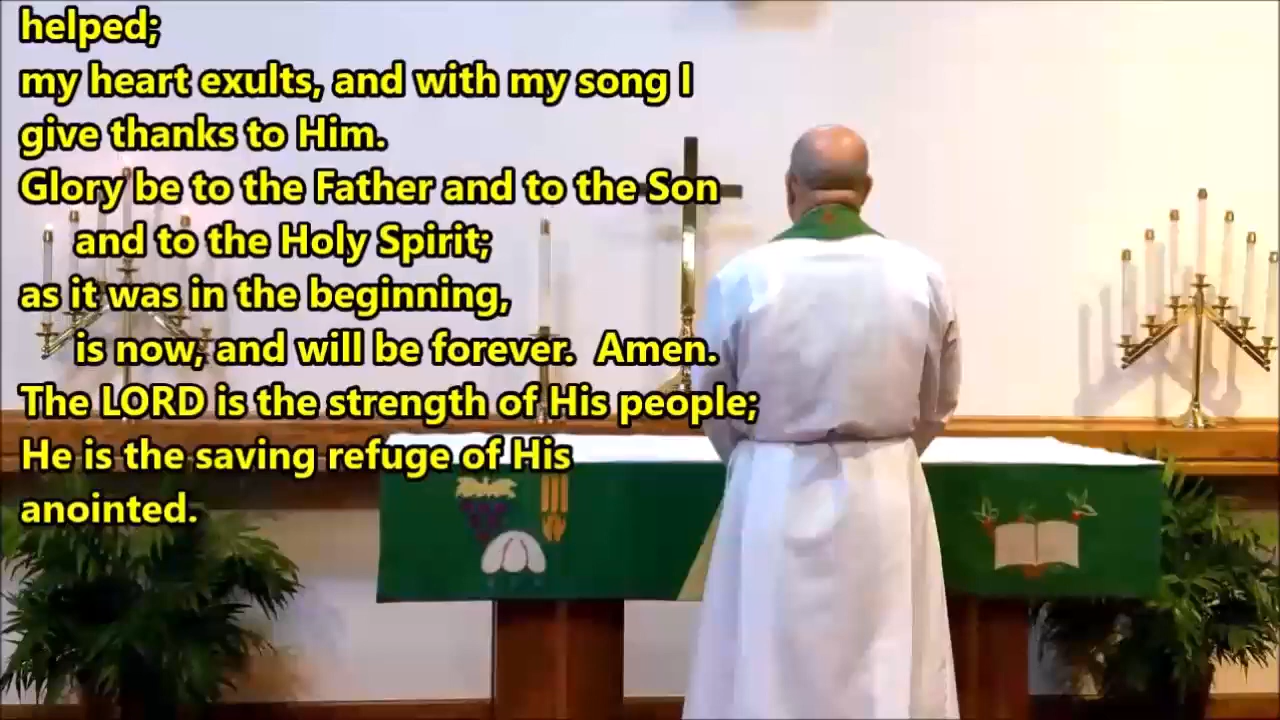 helped;
my heart exults, and with my song I
give thanks to Him.
Glory be to the Father and to the Son
and to the Holy Spirit;
as it was in the beginning,
is now, and will be forever. Amen.
The LORD is the strength of His people;
He is the saving refuge of His
anointed.